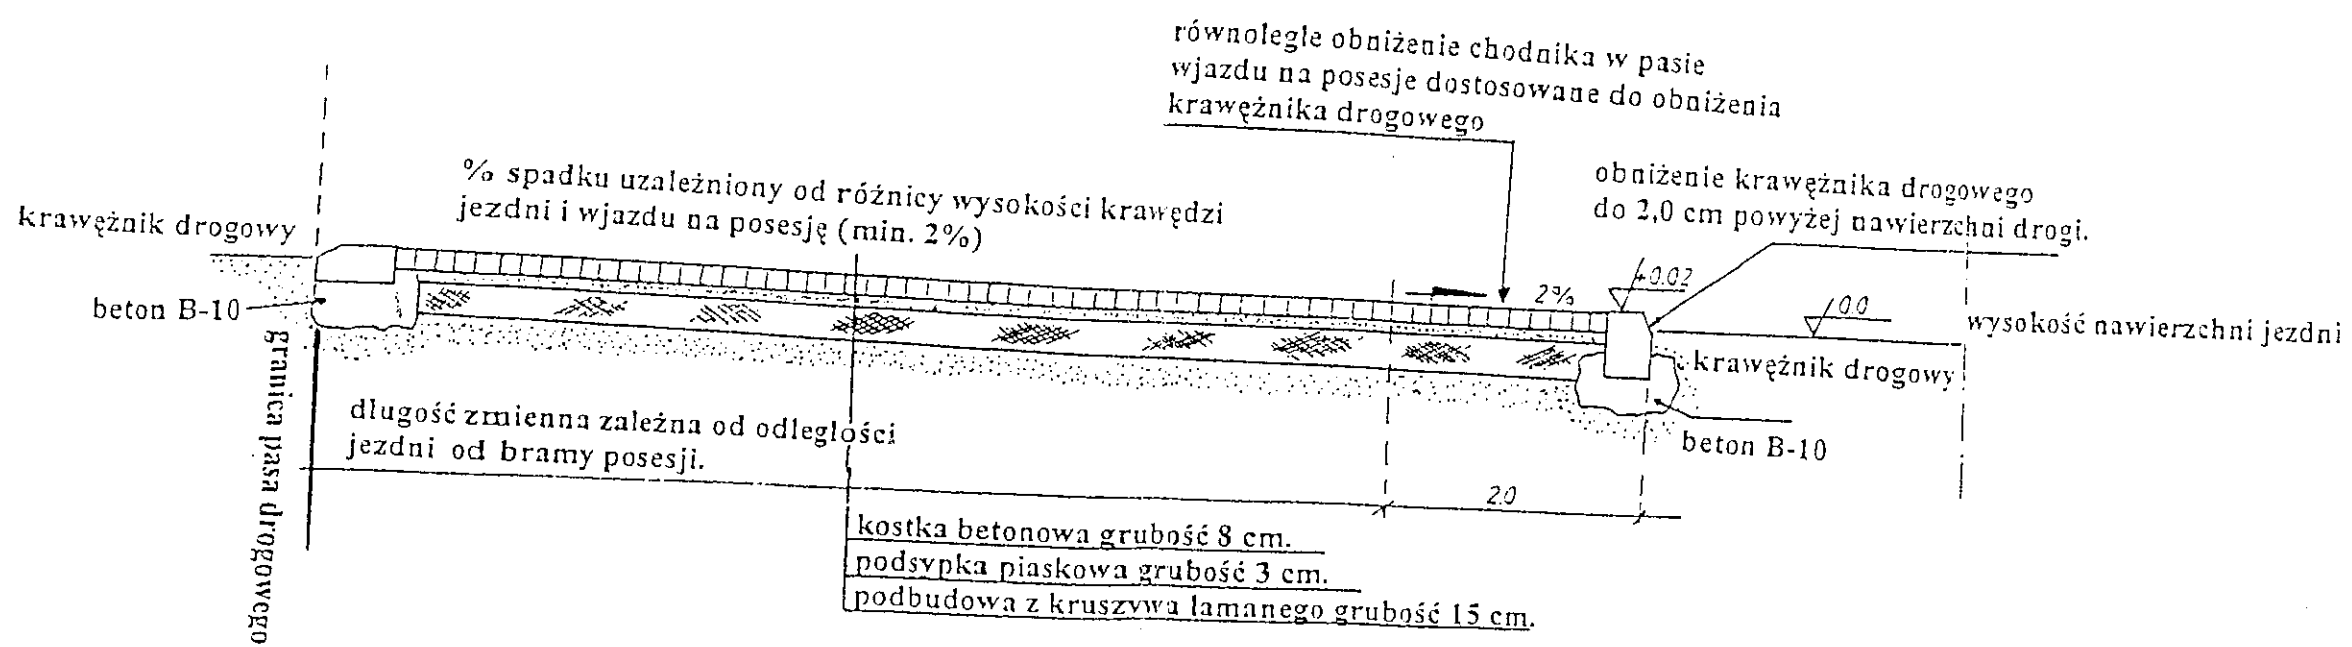 równolegle obniżenie chodnika w pasie
wjazdu na posesje dostosowane do obniżenia
krawężnika drogowego
% spadku uzależniony od różnicy wysokości krawędzi
jezdni i wjazdu na posesję (min. 2%)
obniżenie krawężnika drogowego
do 2,0 cm powyżej nawierzchni drogi.
krawężnik drogowy
beton B-10
2%
+0.02
0.0
wysokość nawierzchni jezdni
krawężnik drogowy
beton B-10
granica pasa drogowego
długość zmienna zależna od odległości
jezdni od bramy posesji.
2.0
kostka betonowa grubość 8 cm.
podsypka piaskowa grubość 3 cm.
podbudowa z kruszywa łamanego grubość 15 cm.